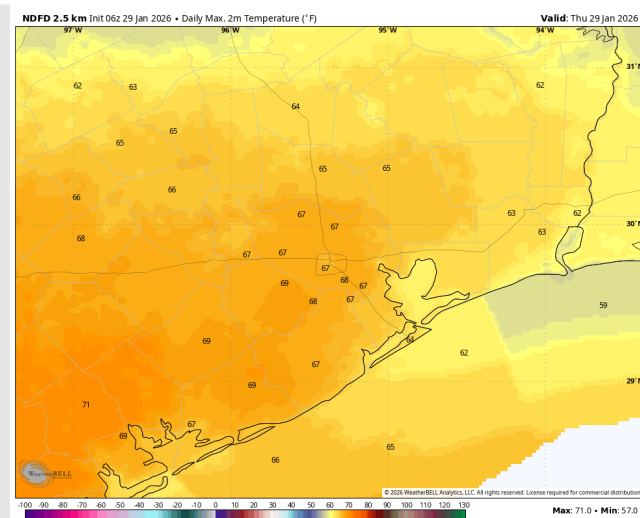 NDFD 2.5 km Init 06z 29 Jan 2026 • Daily Max. 2m Temperature (°F)
Valid: Thu 29 Jan 2026
97°W 96°W 95°W 94°W
31°N
62 63 62
64
65 65
65 65
66 66
67 63 62
67 30°N
63
68
67 67
67
69 68 67
68 67 59
69 64
62
67
69 29°N
71
67
69
65
66
WeatherBELL
© 2026 WeatherBELL Analytics, LLC. All rights reserved. License required for commercial distribution
-100 -90 -80 -70 -60 -50 -40 -30 -20 -10 0 10 20 30 40 50 60 70 80 90 100 110 120 130
Max: 71.0 • Min: 57.0